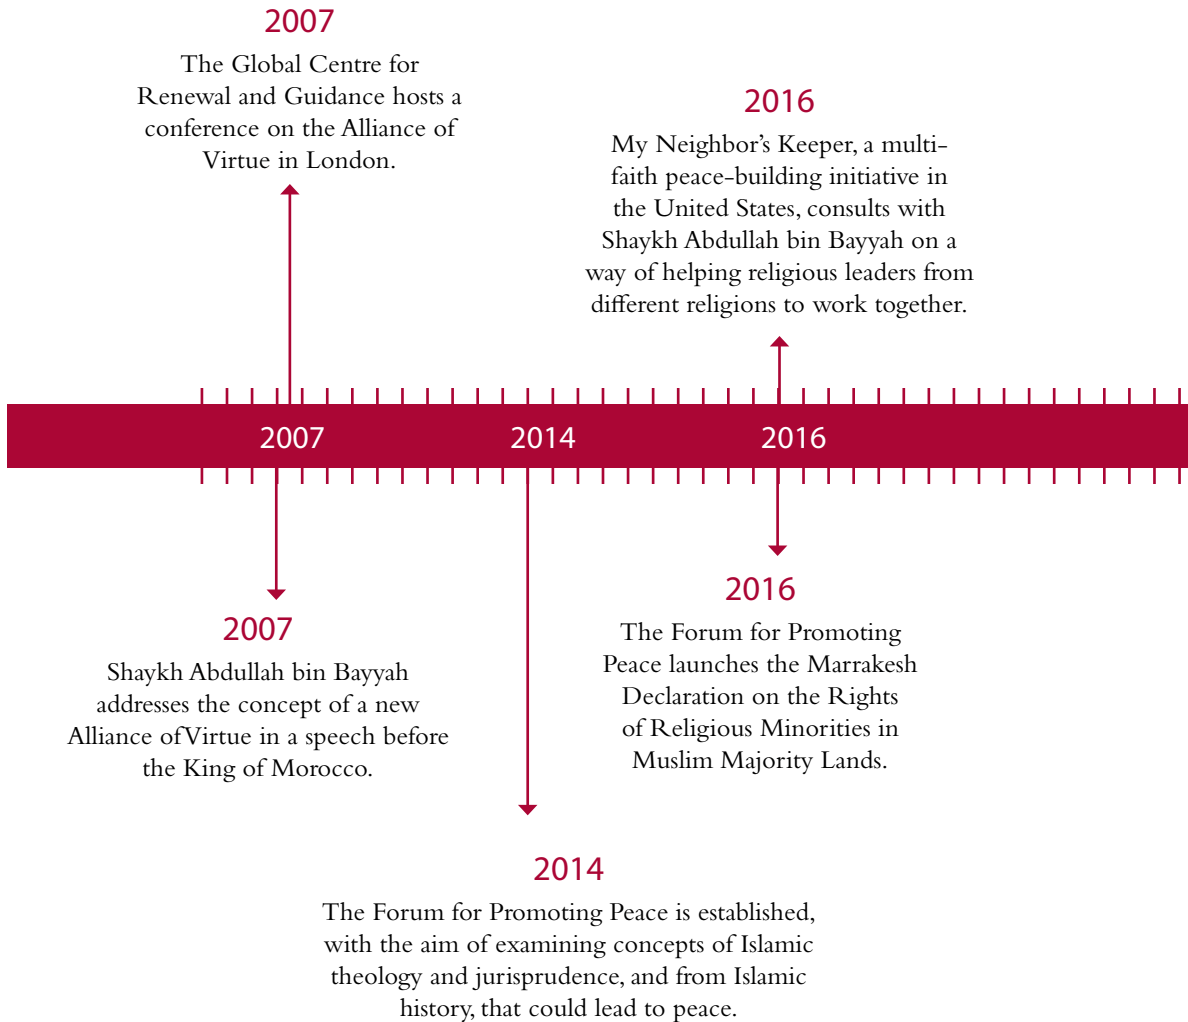 2007
The Global Centre for
Renewal and Guidance hosts a
conference on the Alliance of
Virtue in London.
2016
My Neighbor’s Keeper, a multi-
faith peace-building initiative in
the United States, consults with
Shaykh Abdullah bin Bayyah on a
way of helping religious leaders from
different religions to work together.
2007
2014
2016
2007
Shaykh Abdullah bin Bayyah
addresses the concept of a new
Alliance of Virtue in a speech before
the King of Morocco.
2016
The Forum for Promoting
Peace launches the Marrakesh
Declaration on the Rights
of Religious Minorities in
Muslim Majority Lands.
2014
The Forum for Promoting Peace is established,
with the aim of examining concepts of Islamic
theology and jurisprudence, and from Islamic
history, that could lead to peace.